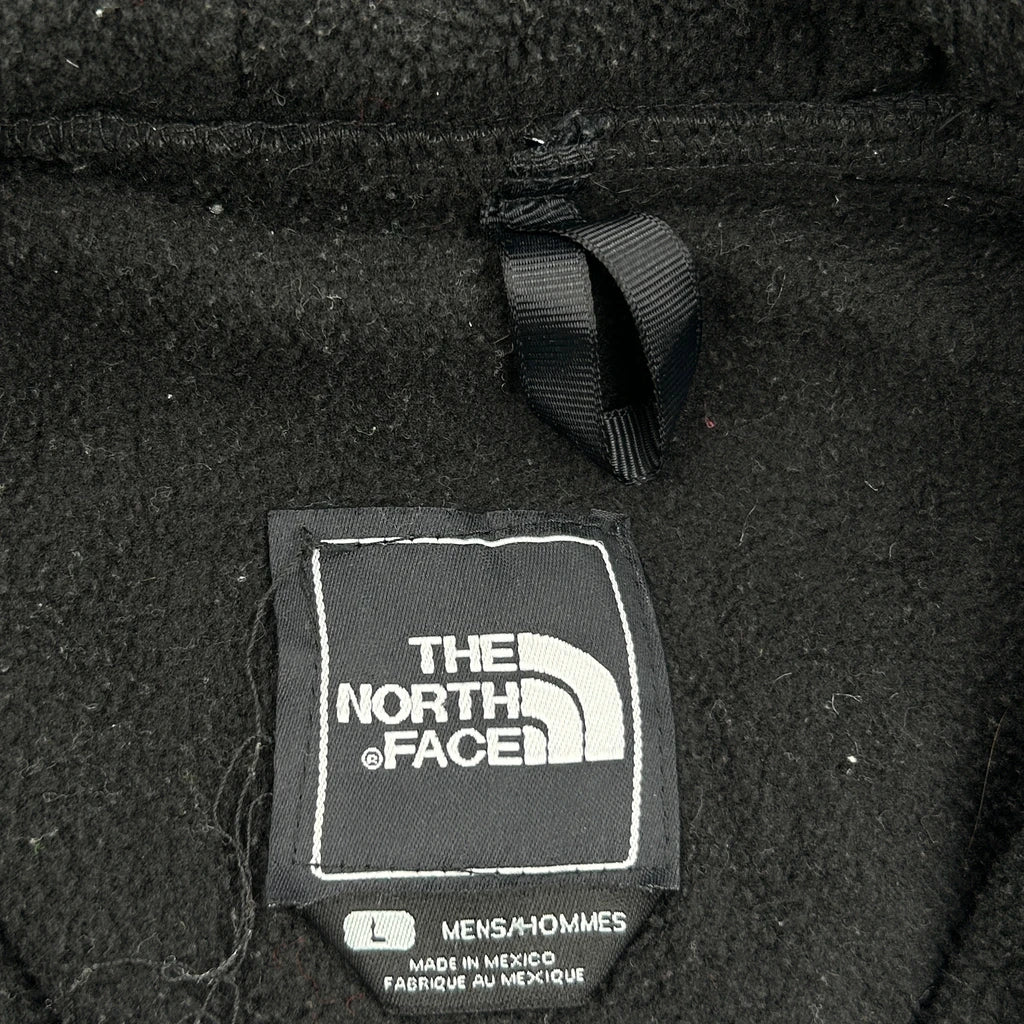 THE
NORTH
®FACE
L MENS/HOMMES
MADE IN MEXICO
FABRIQUE AU MEXIQUE